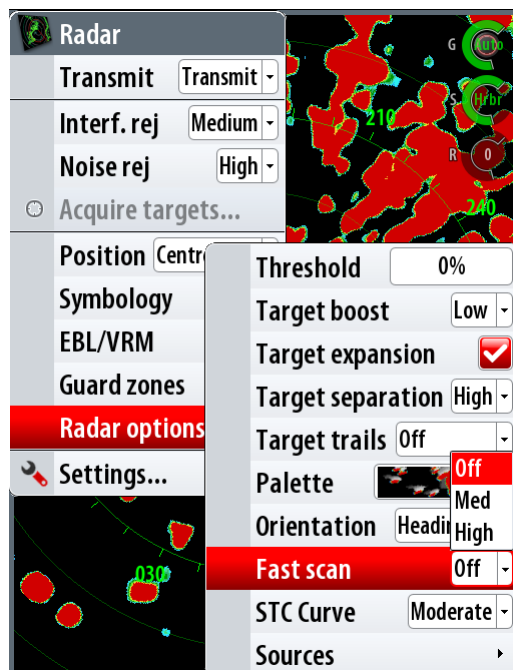 Radar
Transmit Transmit
Interf. rej Medium
Noise rej High
Acquire targets...
Position Centr
Symbology
EBL/VRM
Guard zones
Radar options
Settings...
G Auto
S Hrbr
R 0
210
240
030
Threshold 0%
Target boost Low
Target expansion
Target separation High
Target trails Off
Palette
Orientation Headi
Off
Med
High
Fast scan Off
STC Curve Moderate
Sources